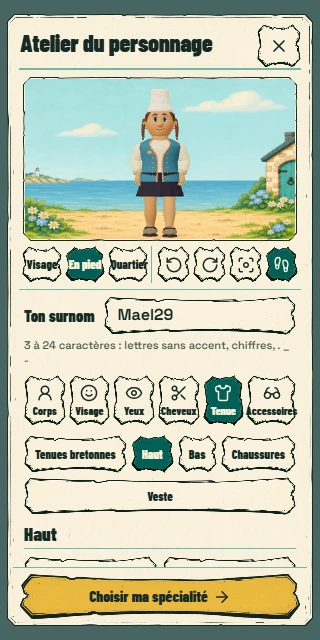 Atelier du personnage
Visage En pied Quartier
Ton surnom Mael29
3 à 24 caractères : lettres sans accent, chiffres, . _
-
Corps Visage Yeux Cheveux Tenue Accessoires
Tenues bretonnes Haut Bas Chaussures
Veste
Haut
Choisir ma spécialité →